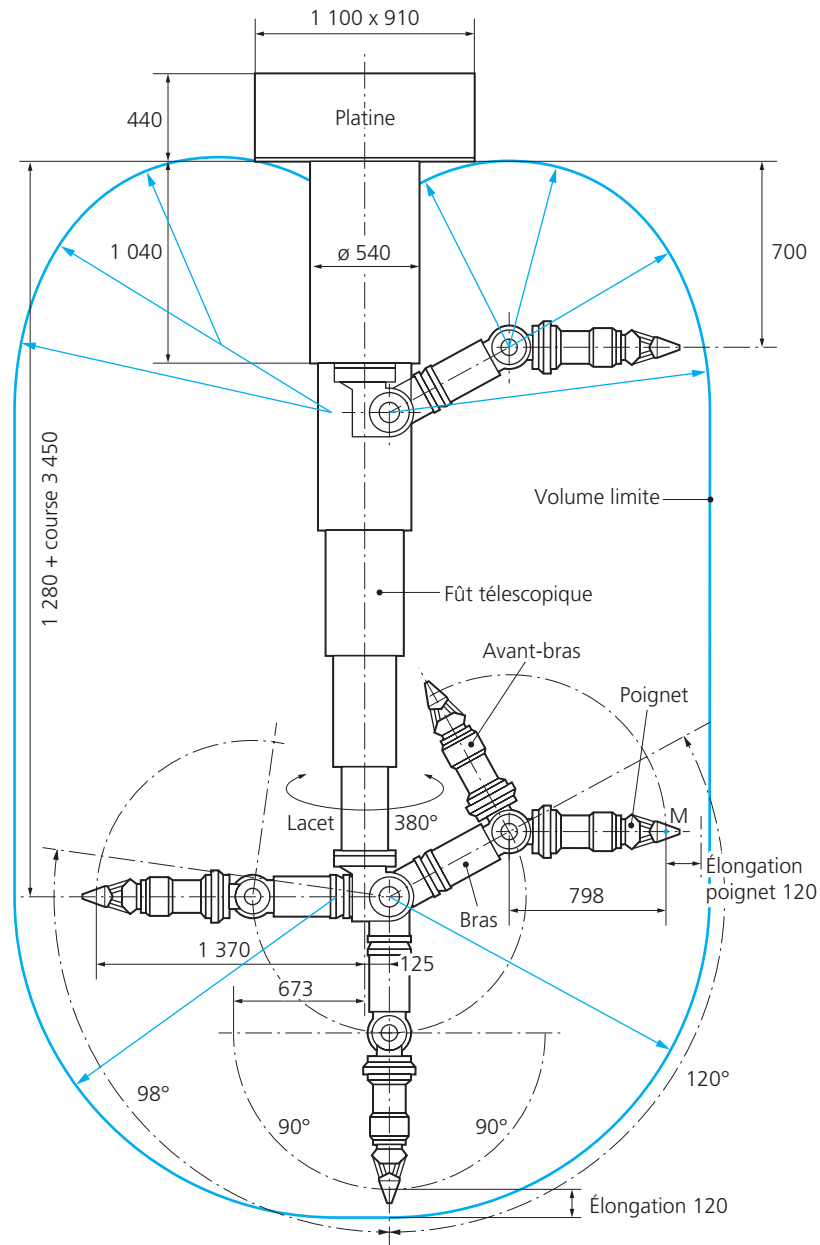 1 100 x 910
440
Platine
1 040
ø 540
700
1 280 + course 3 450
Volume limite
Fût télescopique
Avant-bras
Poignet
M
Lacet 380°
Élongation
poignet 120
798
Bras
1 370
125
673
98°
90°
90°
120°
Élongation 120